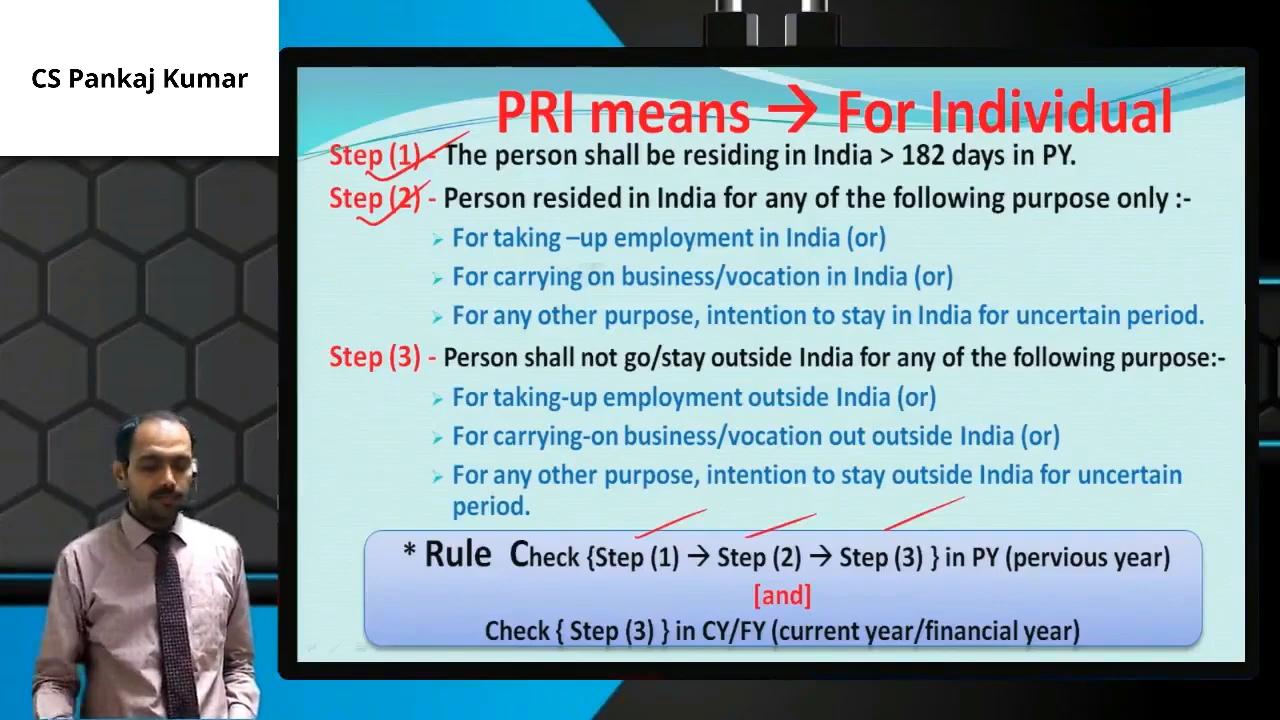 CS Pankaj Kumar
PRI means → For Individual
Step (1) - The person shall be residing in India > 182 days in PY.
Step (2) - Person resided in India for any of the following purpose only :-
For taking –up employment in India (or)
For carrying on business/vocation in India (or)
For any other purpose, intention to stay in India for uncertain period.
Step (3) - Person shall not go/stay outside India for any of the following purpose:-
For taking-up employment outside India (or)
For carrying-on business/vocation out outside India (or)
For any other purpose, intention to stay outside India for uncertain
period.
* Rule Check {Step (1) → Step (2) → Step (3) } in PY (pervious year)
[and]
Check { Step (3) } in CY/FY (current year/financial year)